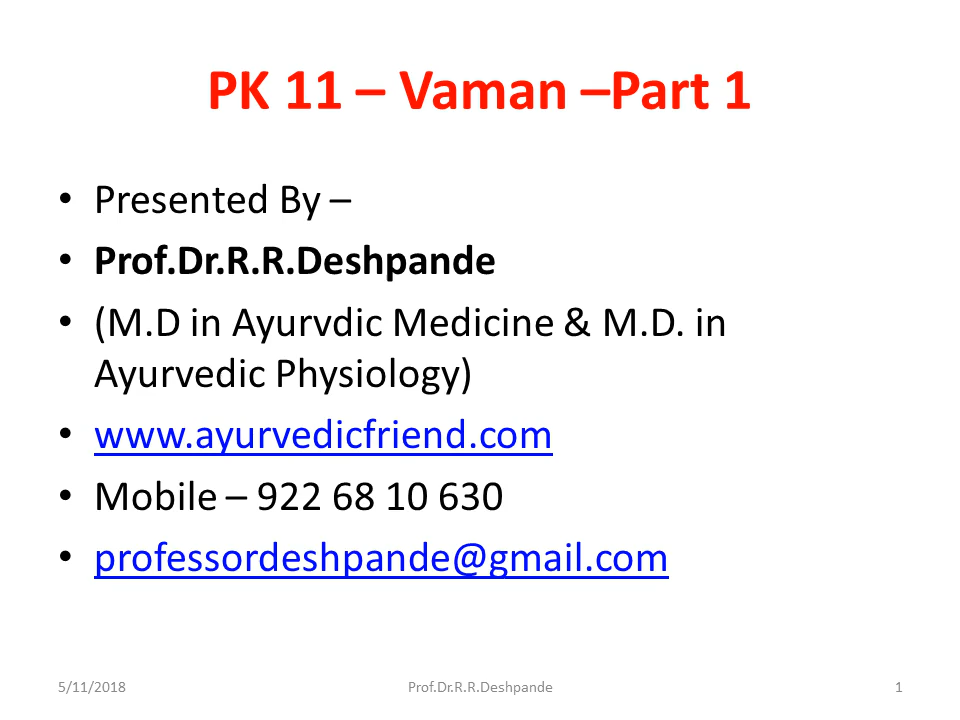 PK 11 – Vaman –Part 1
• Presented By –
• Prof.Dr.R.R.Deshpande
• (M.D in Ayurvdic Medicine & M.D. in
Ayurvedic Physiology)
• www.ayurvedicfriend.com
• Mobile – 922 68 10 630
• professordeshpande@gmail.com
5/11/2018 Prof.Dr.R.R.Deshpande 1